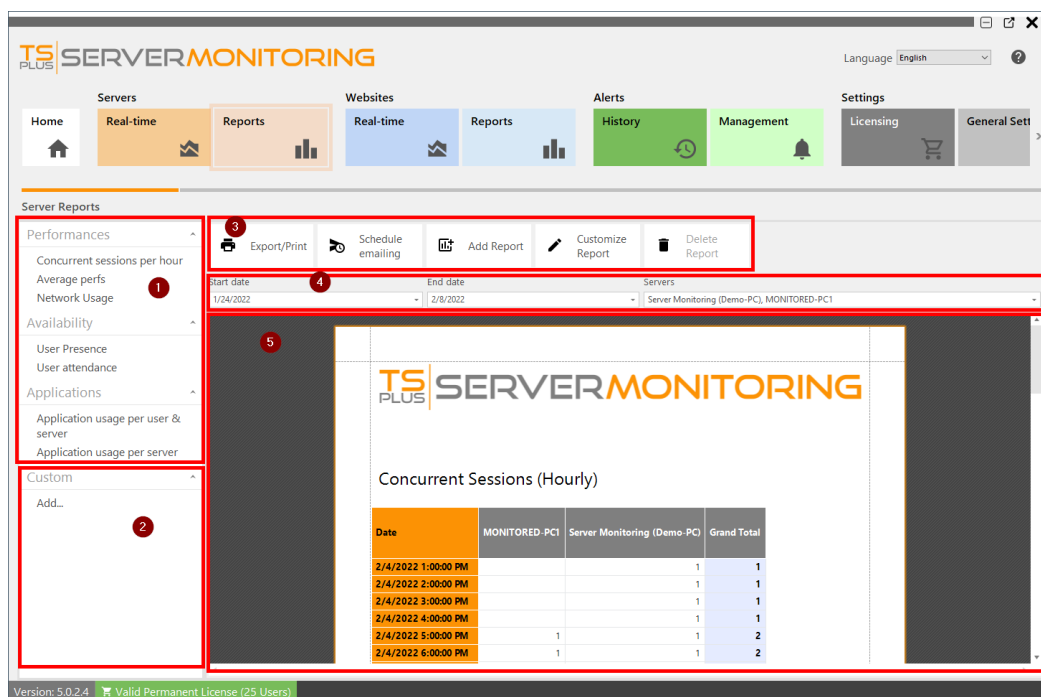 TS PLUS SERVERMONITORING
Language English
Servers Websites Alerts Settings
Home Real-time Reports Real-time Reports History Management Licensing General Sett
Server Reports
Performances
Concurrent sessions per hour
Average perfs
Network Usage
1
Availability
User Presence
User attendance
Applications
Application usage per user &
server
Application usage per server
Custom
Add...
2
3
Export/Print
Schedule
emailing
Add Report
Customize
Report
Delete
Report
4
Start date End date Servers
1/24/2022 2/8/2022 Server Monitoring (Demo-PC), MONITORED-PC1
5
TS PLUS SERVERMONITORING
Concurrent Sessions (Hourly)
Date MONITORED-PC1 Server Monitoring (Demo-PC) Grand Total
2/4/2022 1:00:00 PM 1 1
2/4/2022 2:00:00 PM 1 1
2/4/2022 3:00:00 PM 1 1
2/4/2022 4:00:00 PM 1 1
2/4/2022 5:00:00 PM 1 1 2
2/4/2022 6:00:00 PM 1 1 2
Version: 5.0.2.4 Valid Permanent License (25 Users)